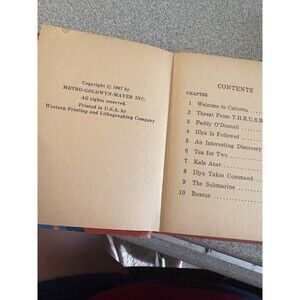 Copyright © 1967 by
METRO-GOLDWYN-MAYER INC.
All rights reserved.
Printed in U.S.A. by
Western Printing and Lithographing Company
CONTENTS
CHAPTER
1 Welcome to Calcutta
2 Threat From T.H.R.U.S.H
3 Paddy O'Donnell
4 Illya Is Followed
5 An Interesting Discovery
6 Tea for Two
7 Kala Azar
8 Illya Takes Command
9 The Submarine
10 Rescue